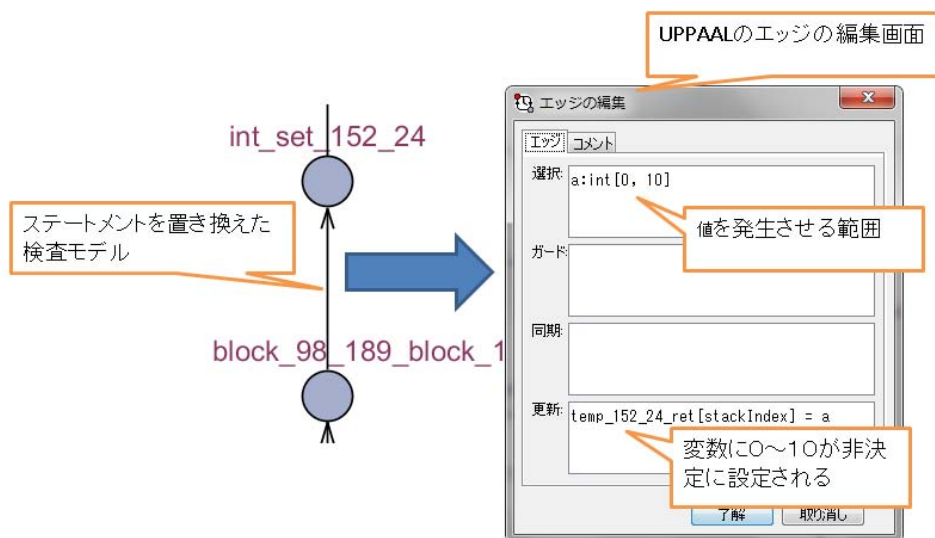 UPPAALのエッジの編集画面
int_set_152_24
ステートメントを置き換えた
検査モデル
block_98_189_block_1
エッジの編集
エッジ
コメント
選択:
a:int[0, 10]
値を発生させる範囲
ガード:
同期:
更新:
temp_152_24_ret[stackIndex] = a
変数に0～10が非決
定に設定される
了解
取り消し